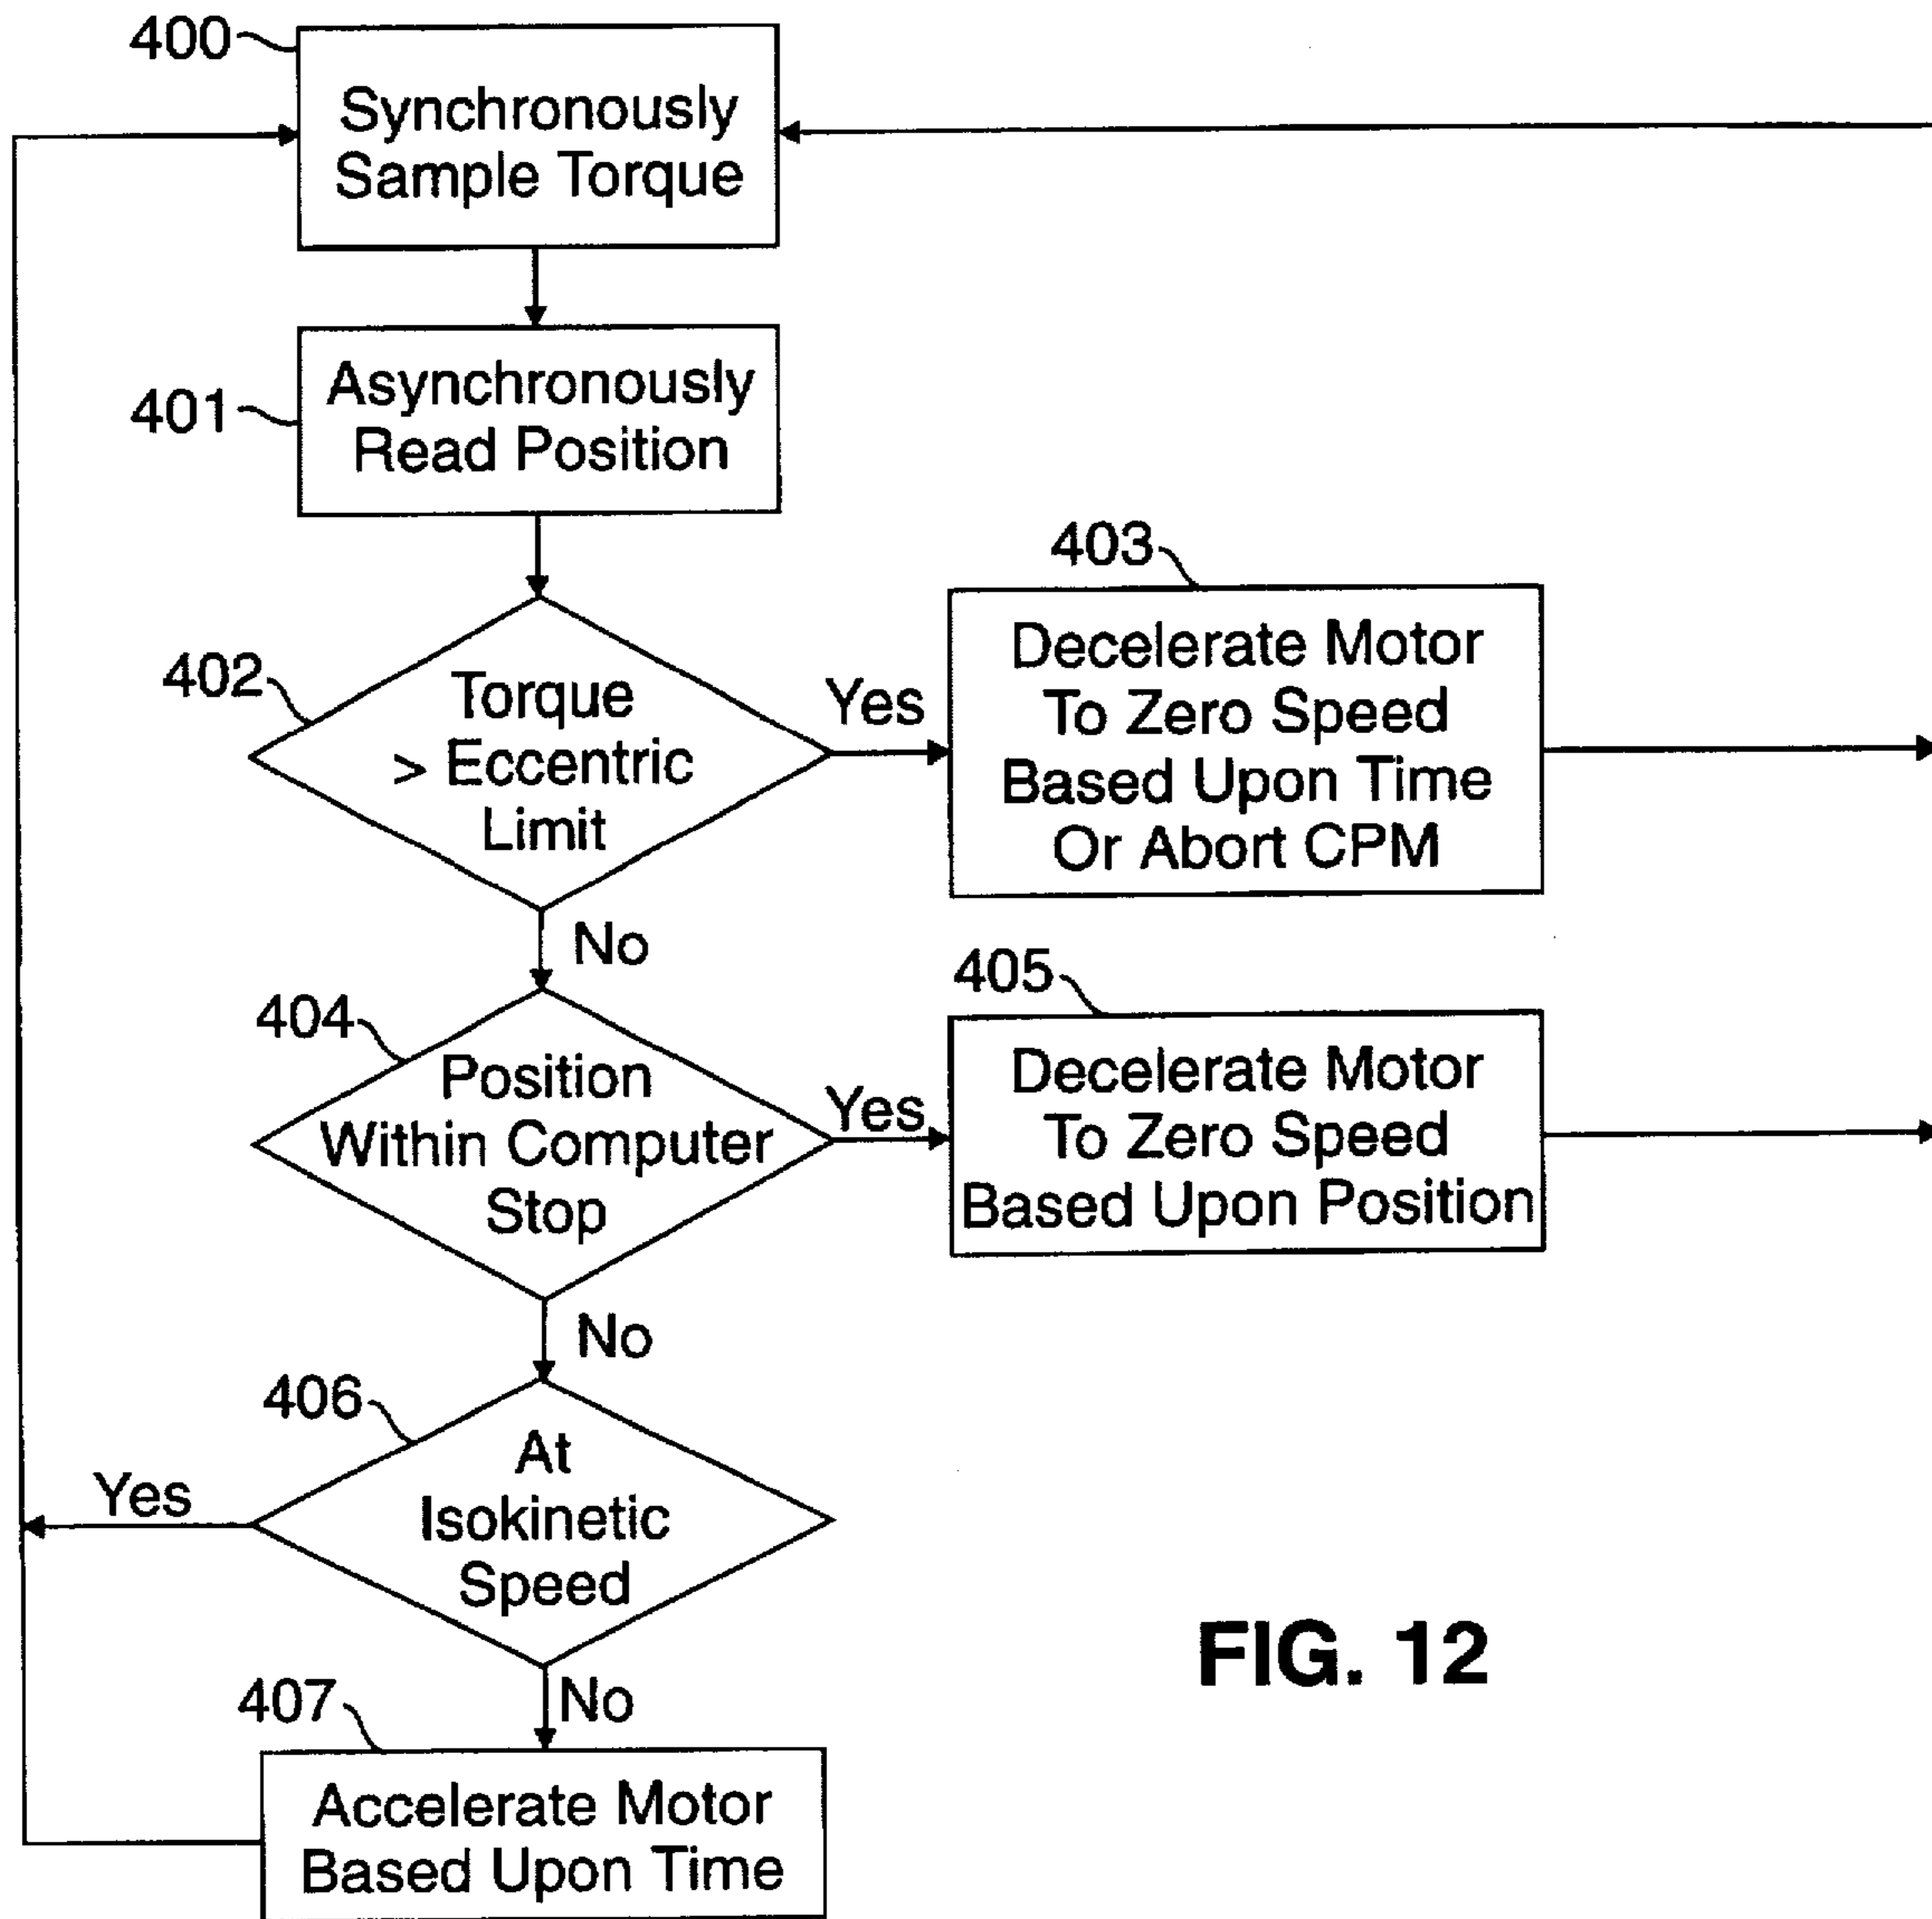 400
Synchronously
Sample Torque
401
Asynchronously
Read Position
402
Torque
> Eccentric
Limit
Yes
403
Decelerate Motor
To Zero Speed
Based Upon Time
Or Abort CPM
No
404
Position
Within Computer
Stop
Yes
405
Decelerate Motor
To Zero Speed
Based Upon Position
No
406
At
Isokinetic
Speed
Yes
No
407
Accelerate Motor
Based Upon Time
FIG. 12